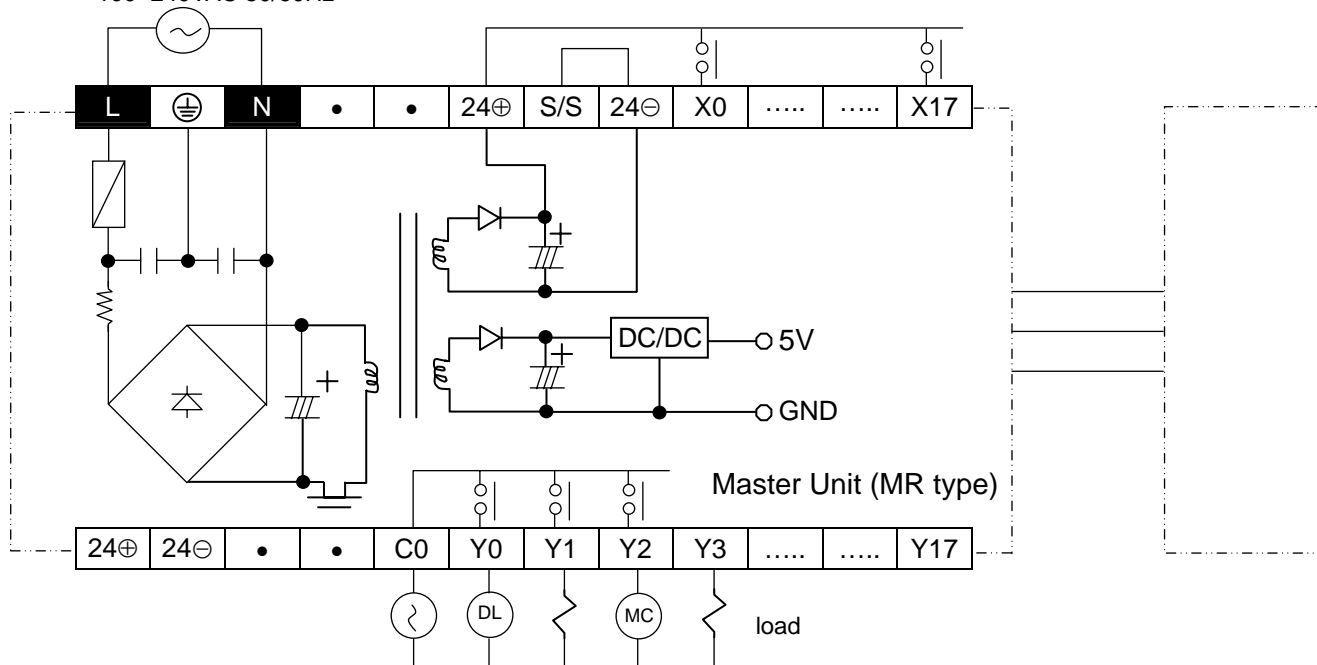 L N • • 24⊕ S/S 24⊖ X0 ..... ..... X17
+
DC/DC 5V
+
+
GND
Master Unit (MR type)
24⊕ 24⊖ • • C0 Y0 Y1 Y2 Y3 ..... ..... Y17
DL MC load